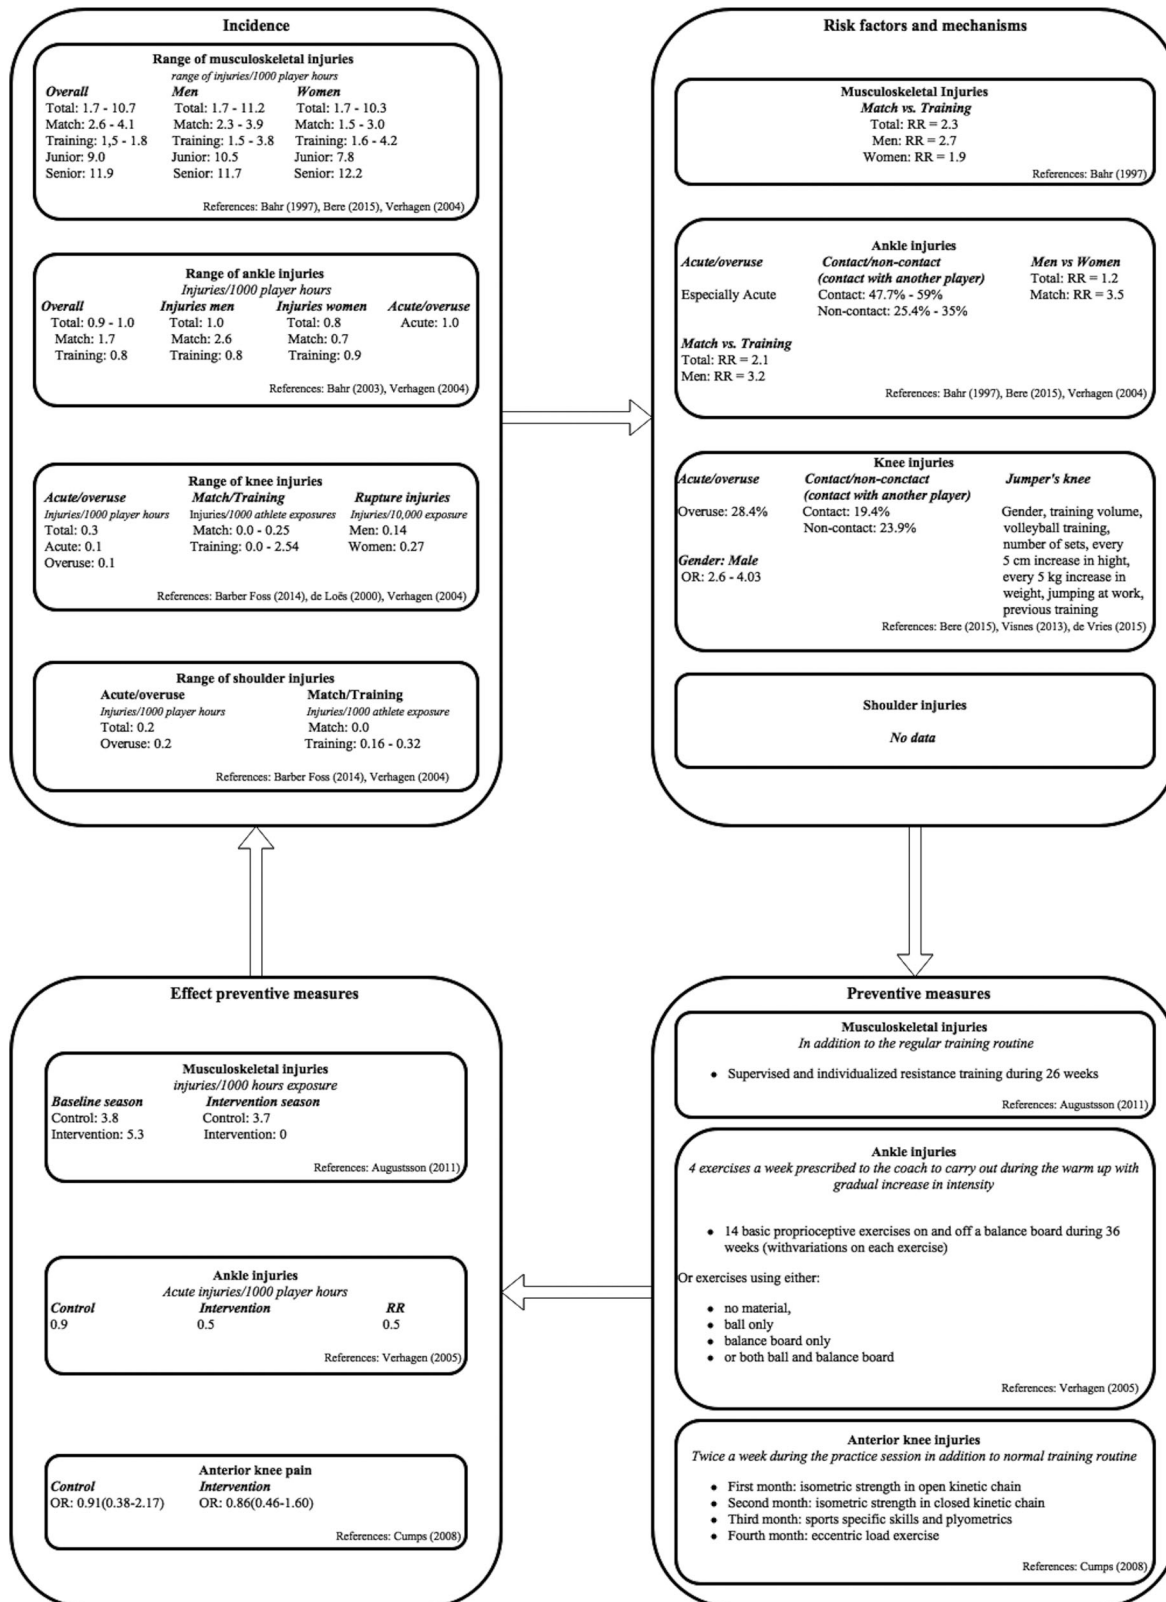 Incidence
Range of musculoskeletal injuries
range of injuries/1000 player hours
Overall Men Women
Total: 1.7 - 10.7 Total: 1.7 - 11.2 Total: 1.7 - 10.3
Match: 2.6 - 4.1 Match: 2.3 - 3.9 Match: 1.5 - 3.0
Training: 1,5 - 1.8 Training: 1.5 - 3.8 Training: 1.6 - 4.2
Junior: 9.0 Junior: 10.5 Junior: 7.8
Senior: 11.9 Senior: 11.7 Senior: 12.2
References: Bahr (1997), Bere (2015), Verhagen (2004)
Range of ankle injuries
Injuries/1000 player hours
Overall Injuries men Injuries women Acute/overuse
Total: 0.9 - 1.0 Total: 1.0 Total: 0.8 Acute: 1.0
Match: 1.7 Match: 2.6 Match: 0.7
Training: 0.8 Training: 0.8 Training: 0.9
References: Bahr (2003), Verhagen (2004)
Range of knee injuries
Acute/overuse Match/Training Rupture injuries
Injuries/1000 player hours Injuries/1000 athlete exposures Injuries/10,000 exposure
Total: 0.3 Match: 0.0 - 0.25 Men: 0.14
Acute: 0.1 Training: 0.0 - 2.54 Women: 0.27
Overuse: 0.1
References: Barber Foss (2014), de Loës (2000), Verhagen (2004)
Range of shoulder injuries
Acute/overuse Match/Training
Injuries/1000 player hours Injuries/1000 athlete exposure
Total: 0.2 Match: 0.0
Overuse: 0.2 Training: 0.16 - 0.32
References: Barber Foss (2014), Verhagen (2004)
Risk factors and mechanisms
Musculoskeletal Injuries
Match vs. Training
Total: RR = 2.3
Men: RR = 2.7
Women: RR = 1.9
References: Bahr (1997)
Ankle injuries
Acute/overuse Contact/non-contact Men vs Women
(contact with another player) Total: RR = 1.2
Especially Acute Contact: 47.7% - 59% Match: RR = 3.5
Non-contact: 25.4% - 35%
Match vs. Training
Total: RR = 2.1
Men: RR = 3.2
References: Bahr (1997), Bere (2015), Verhagen (2004)
Knee injuries
Acute/overuse Contact/non-conctact Jumper's knee
(contact with another player)
Overuse: 28.4% Contact: 19.4% Gender, training volume,
Non-contact: 23.9% volleyball training,
number of sets, every
Gender: Male 5 cm increase in hight,
OR: 2.6 - 4.03 every 5 kg increase in
weight, jumping at work,
previous training
References: Bere (2015), Visnes (2013), de Vries (2015)
Shoulder injuries
No data
Effect preventive measures
Musculoskeletal injuries
injuries/1000 hours exposure
Baseline season Intervention season
Control: 3.8 Control: 3.7
Intervention: 5.3 Intervention: 0
References: Augustsson (2011)
Ankle injuries
Acute injuries/1000 player hours
Control Intervention RR
0.9 0.5 0.5
References: Verhagen (2005)
Anterior knee pain
Control Intervention
OR: 0.91(0.38-2.17) OR: 0.86(0.46-1.60)
References: Cumps (2008)
Preventive measures
Musculoskeletal injuries
In addition to the regular training routine
• Supervised and individualized resistance training during 26 weeks
References: Augustsson (2011)
Ankle injuries
4 exercises a week prescribed to the coach to carry out during the warm up with
gradual increase in intensity
• 14 basic proprioceptive exercises on and off a balance board during 36
weeks (withvariations on each exercise)
Or exercises using either:
• no material,
• ball only
• balance board only
• or both ball and balance board
References: Verhagen (2005)
Anterior knee injuries
Twice a week during the practice session in addition to normal training routine
• First month: isometric strength in open kinetic chain
• Second month: isometric strength in closed kinetic chain
• Third month: sports specific skills and plyometrics
• Fourth month: eccentric load exercise
References: Cumps (2008)